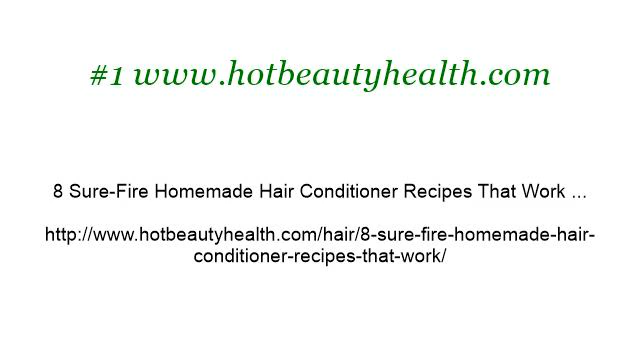 #1 www.hotbeautyhealth.com
8 Sure-Fire Homemade Hair Conditioner Recipes That Work ...
http://www.hotbeautyhealth.com/hair/8-sure-fire-homemade-hair-
conditioner-recipes-that-work/